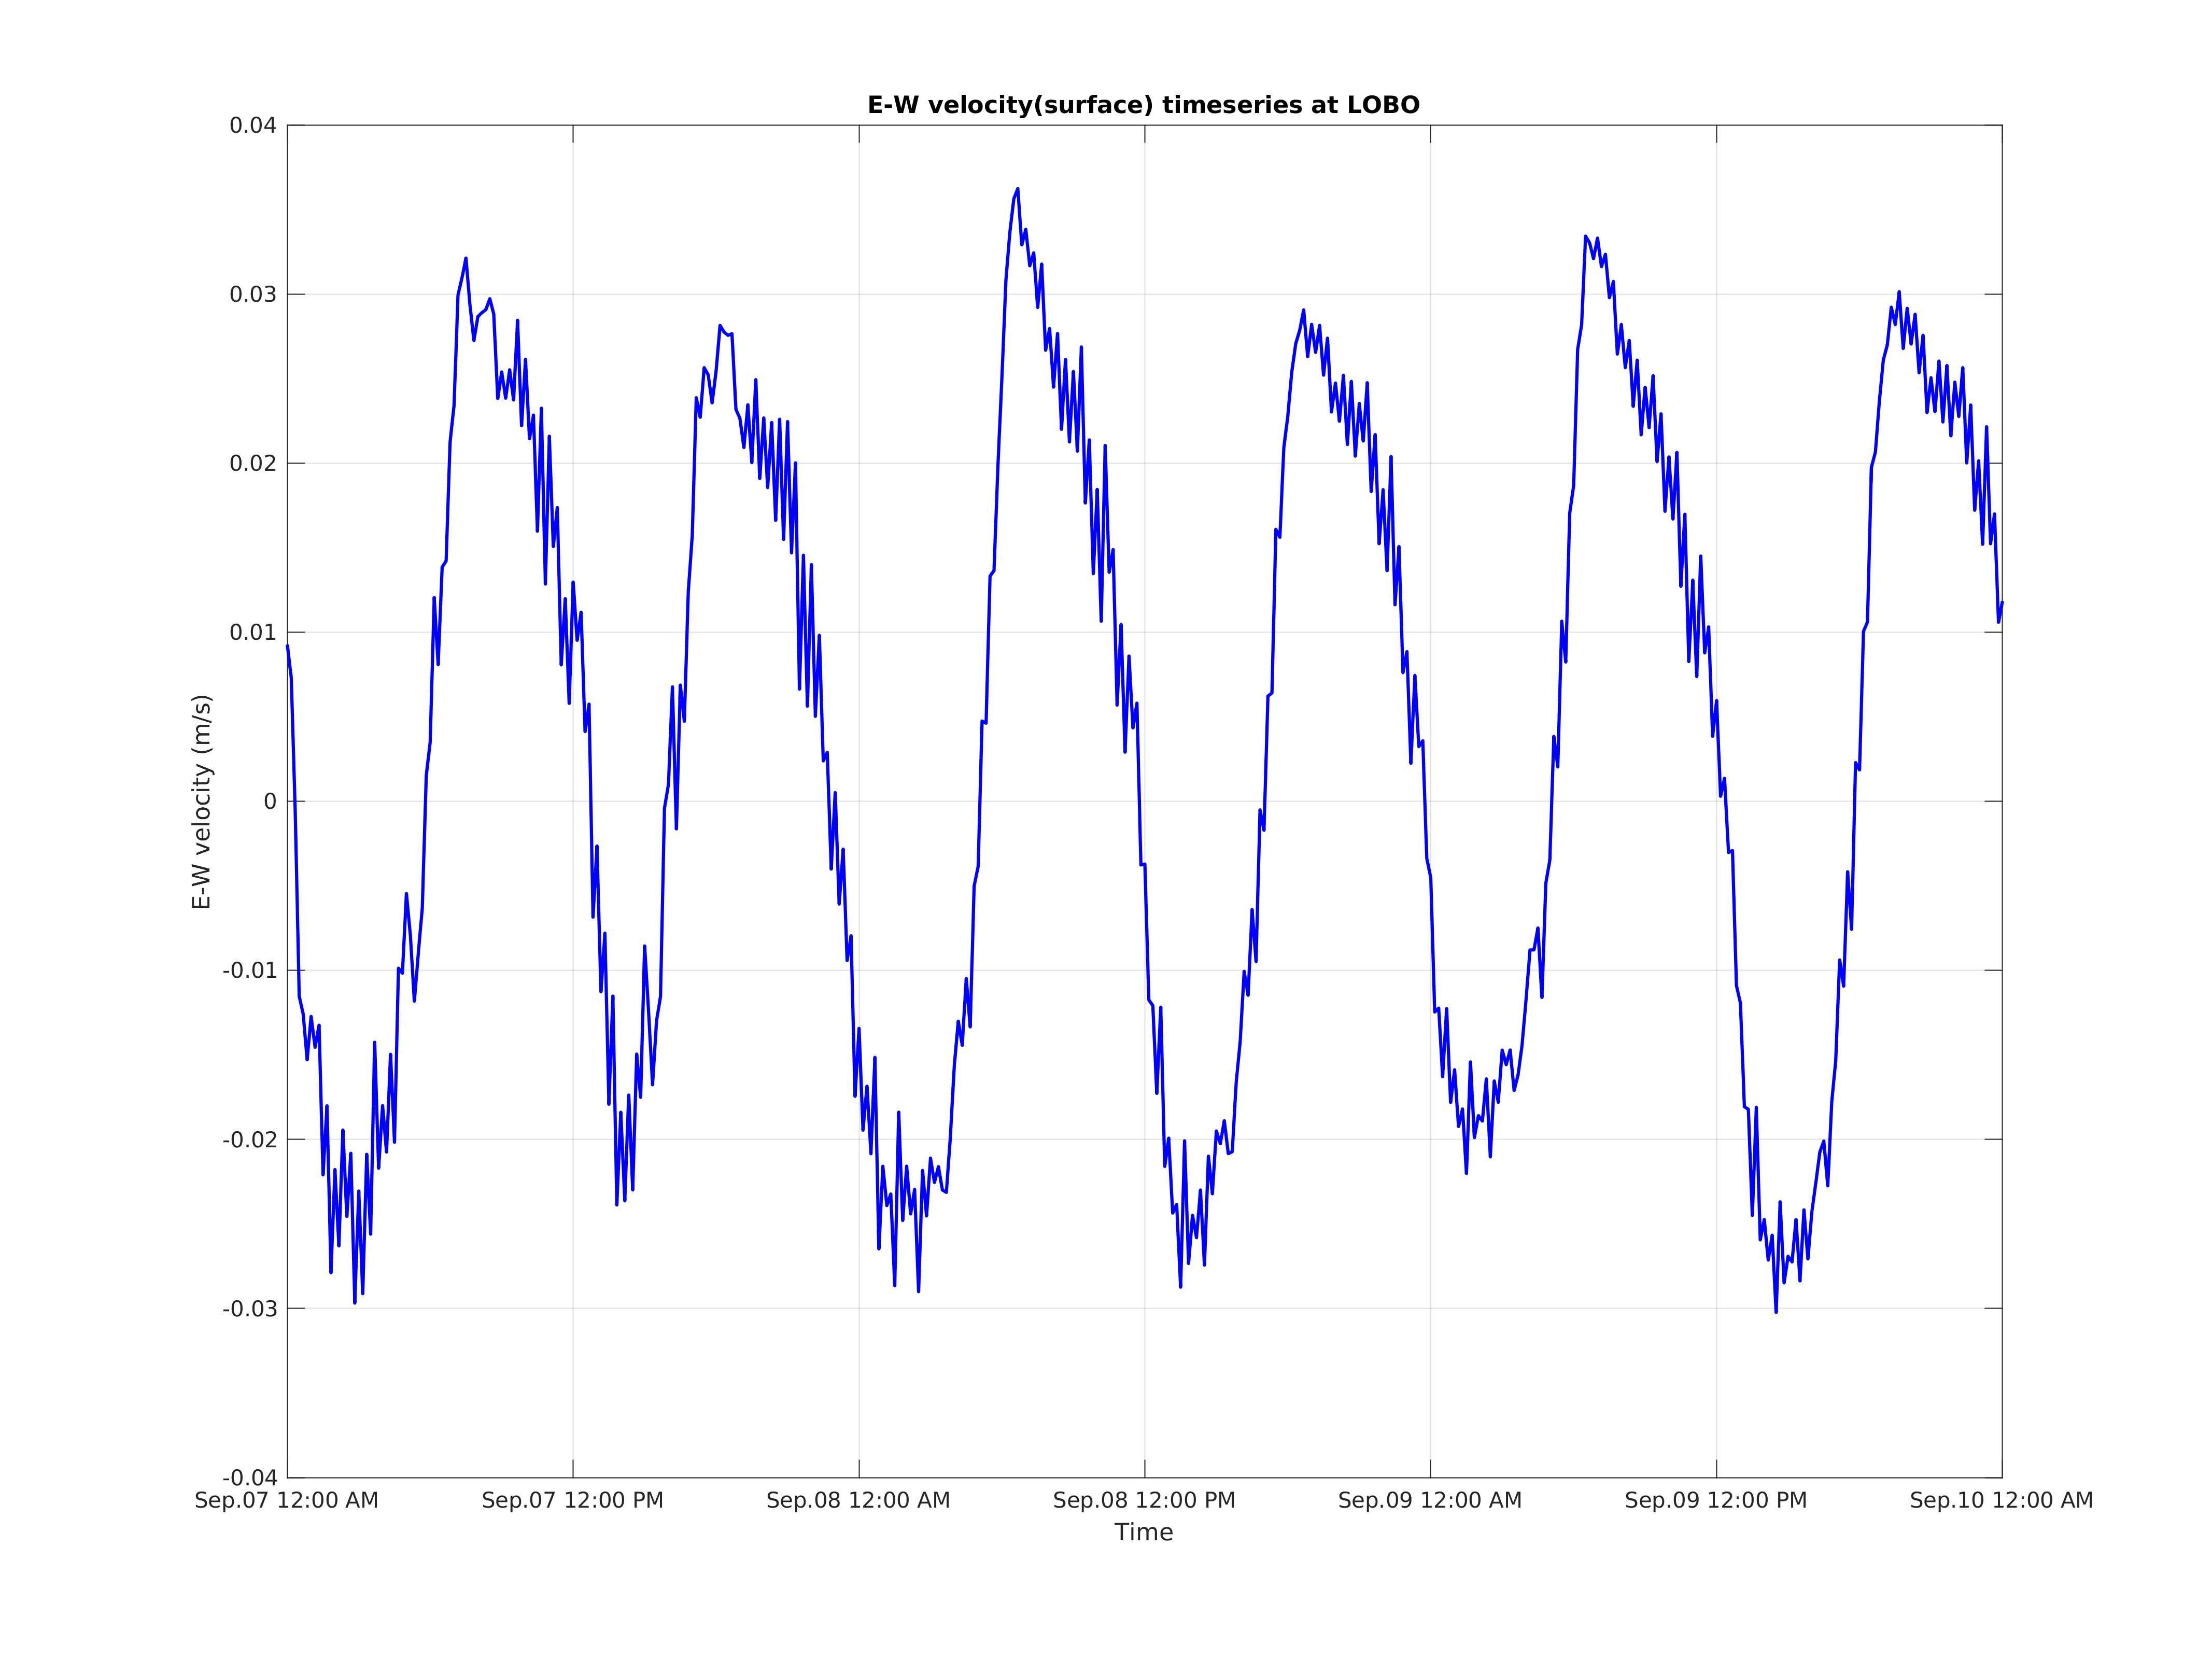 E-W velocity(surface) timeseries at LOBO
0.04
0.03
0.02
0.01
0
-0.01
-0.02
-0.03
-0.04
E-W velocity (m/s)
Sep.07 12:00 AM Sep.07 12:00 PM Sep.08 12:00 AM Sep.08 12:00 PM Sep.09 12:00 AM Sep.09 12:00 PM Sep.10 12:00 AM
Time